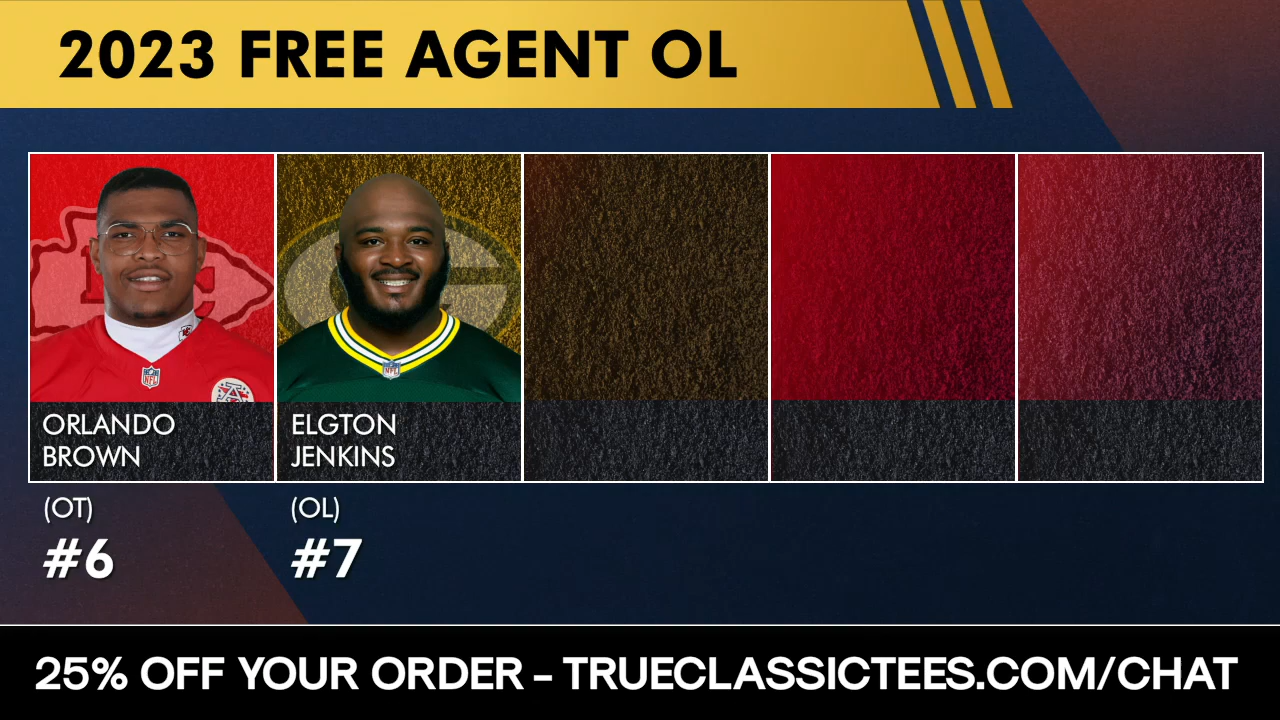 2023 FREE AGENT OL
ORLANDO
BROWN
(OT)
#6
ELGTON
JENKINS
(OL)
#7
25% OFF YOUR ORDER – TRUECLASSICTEES.COM/CHAT